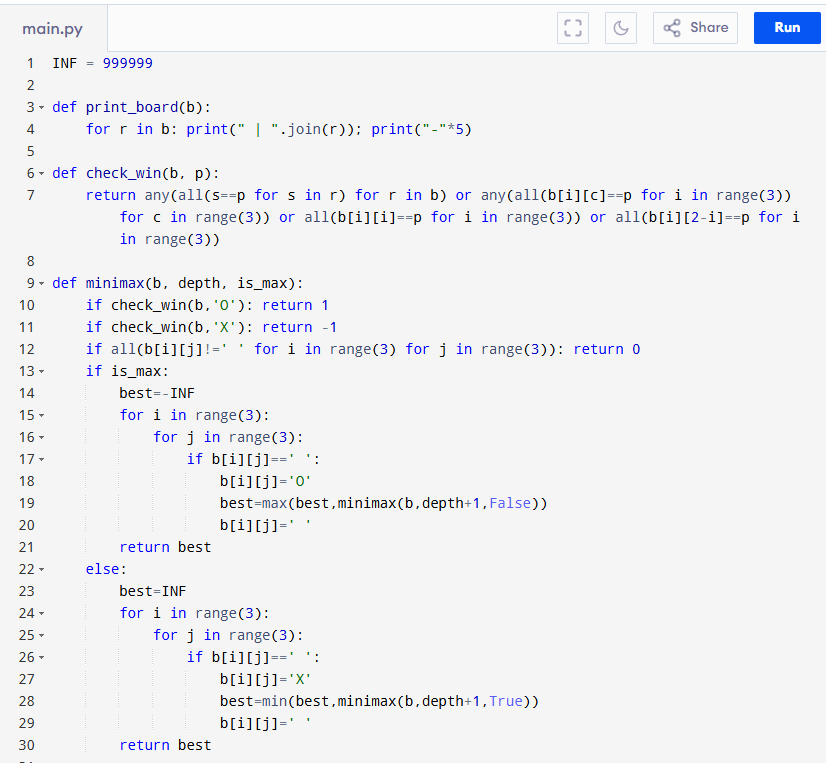 main.py
Share
Run
1 INF = 999999
2
3 def print_board(b):
4     for r in b: print(" | ".join(r)); print("-"*5)
5
6 def check_win(b, p):
7     return any(all(s==p for s in r) for r in b) or any(all(b[i][c]==p for i in range(3))
        for c in range(3)) or all(b[i][i]==p for i in range(3)) or all(b[i][2-i]==p for i
        in range(3))
8
9 def minimax(b, depth, is_max):
10     if check_win(b,'O'): return 1
11     if check_win(b,'X'): return -1
12     if all(b[i][j]!=' ' for i in range(3) for j in range(3)): return 0
13     if is_max:
14         best=-INF
15         for i in range(3):
16             for j in range(3):
17                 if b[i][j]==' ':
18                     b[i][j]='O'
19                     best=max(best,minimax(b,depth+1,False))
20                     b[i][j]=' '
21         return best
22     else:
23         best=INF
24         for i in range(3):
25             for j in range(3):
26                 if b[i][j]==' ':
27                     b[i][j]='X'
28                     best=min(best,minimax(b,depth+1,True))
29                     b[i][j]=' '
30         return best